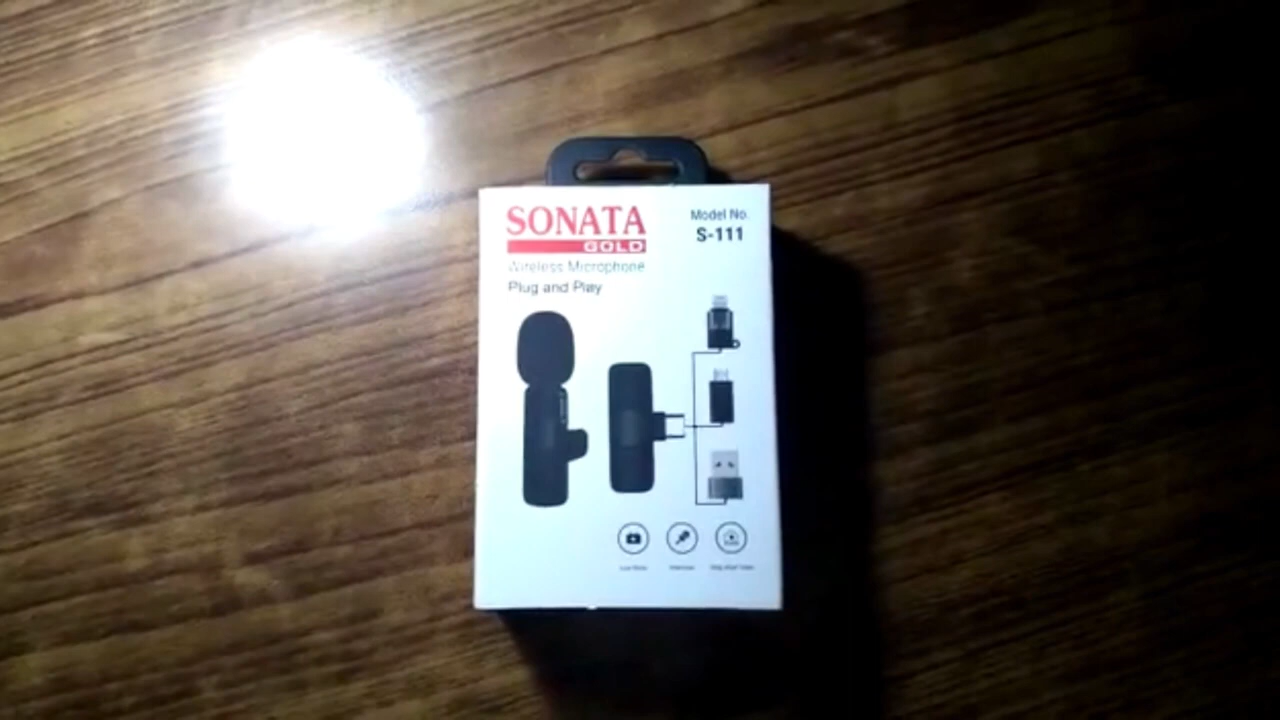 SONATA
GOLD
Model No.
S-111
Wireless Microphone
Plug and Play